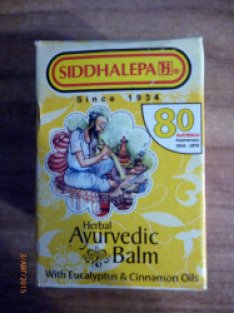 SIDDHALEPA ®
Since 1934
80
Anniversary
1934 - 2014
Herbal
Ayurvedic
Balm
With Eucalyptus & Cinnamon Oils